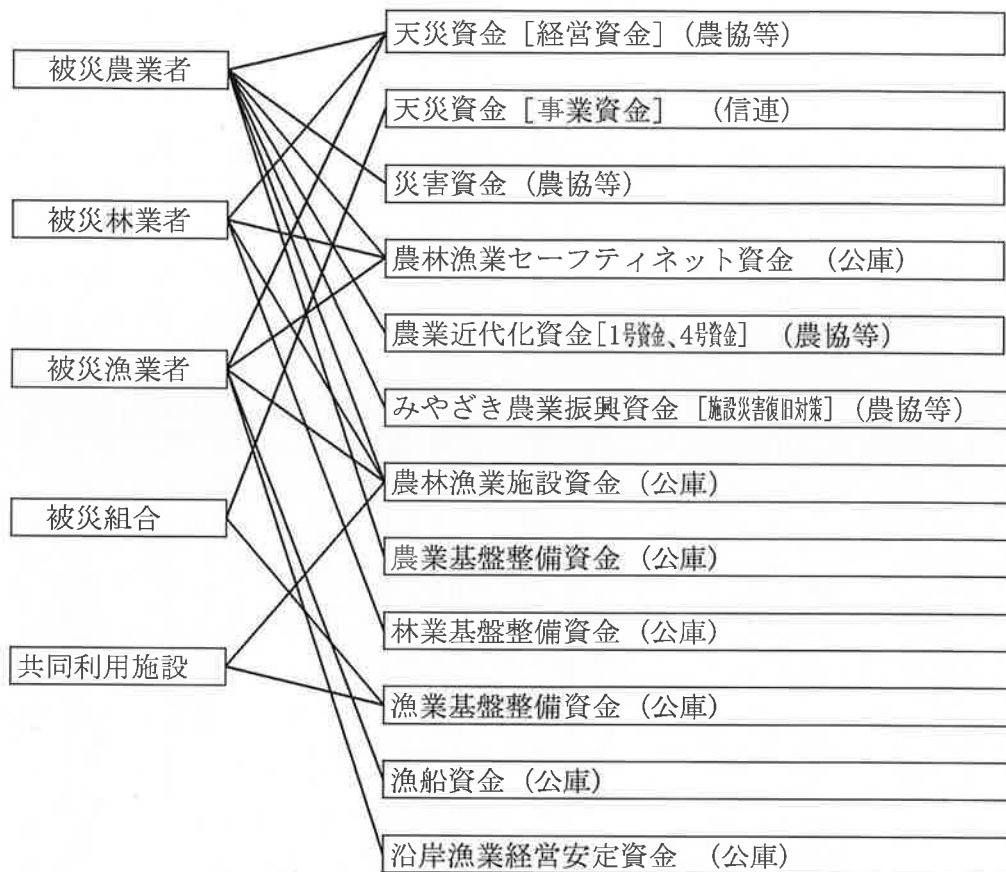 被災農業者
被災林業者
被災漁業者
被災組合
共同利用施設
天災資金［経営資金］（農協等）
天災資金［事業資金］　（信連）
災害資金（農協等）
農林漁業セーフティネット資金　（公庫）
農業近代化資金［1号資金、4号資金］　（農協等）
みやざき農業振興資金［施設災害復旧対策］（農協等）
農林漁業施設資金（公庫）
農業基盤整備資金（公庫）
林業基盤整備資金（公庫）
漁業基盤整備資金（公庫）
漁船資金（公庫）
沿岸漁業経営安定資金　（公庫）